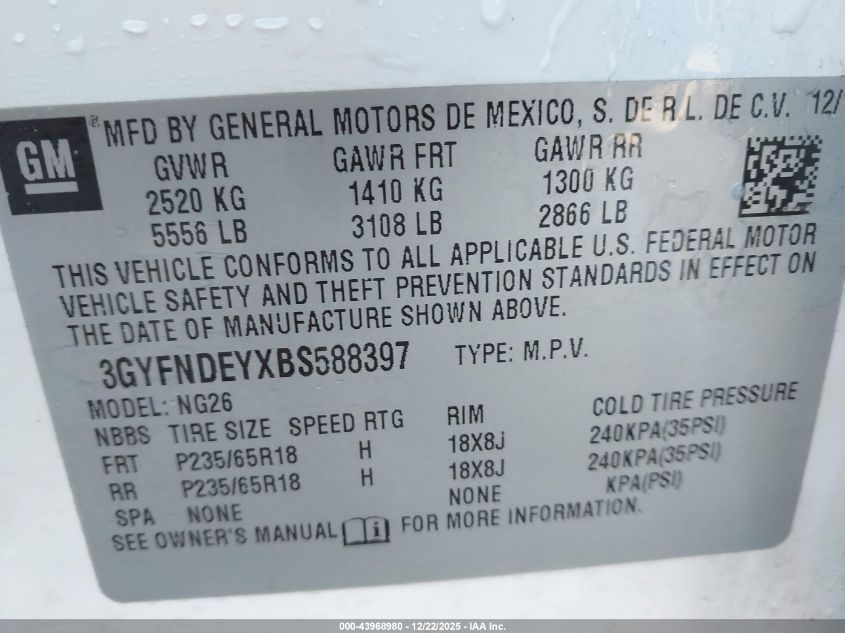 GM ® MFD BY GENERAL MOTORS DE MEXICO, S. DE R.L. DE C.V. 12/
GVWR GAWR FRT GAWR RR
2520 KG 1410 KG 1300 KG
5556 LB 3108 LB 2866 LB
THIS VEHICLE CONFORMS TO ALL APPLICABLE U.S. FEDERAL MOTOR
VEHICLE SAFETY AND THEFT PREVENTION STANDARDS IN EFFECT ON
THE DATE OF MANUFACTURE SHOWN ABOVE.
3GYFNDEYXBS588397 TYPE: M.P.V.
MODEL: NG26
NBBS TIRE SIZE SPEED RTG RIM COLD TIRE PRESSURE
FRT P235/65R18 H 18X8J 240KPA(35PSI)
RR P235/65R18 H 18X8J 240KPA(35PSI)
SPA NONE NONE KPA(PSI)
SEE OWNER'S MANUAL i FOR MORE INFORMATION.
000-43968980 - 12/22/2025 - IAA Inc.